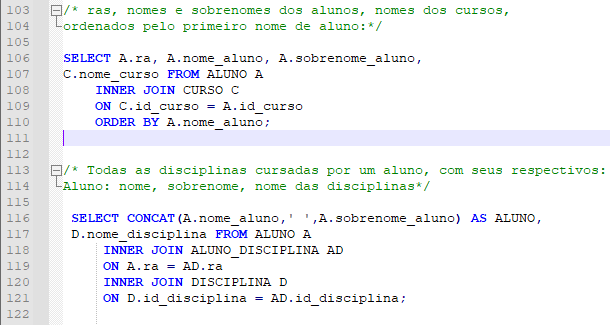 103 /* ras, nomes e sobrenomes dos alunos, nomes dos cursos,
104 ordenados pelo primeiro nome de aluno:*/
105
106 SELECT A.ra, A.nome_aluno, A.sobrenome_aluno,
107 C.nome_curso FROM ALUNO A
108 INNER JOIN CURSO C
109 ON C.id_curso = A.id_curso
110 ORDER BY A.nome_aluno;
111
112
113 /* Todas as disciplinas cursadas por um aluno, com seus respectivos:
114 Aluno: nome, sobrenome, nome das disciplinas*/
115
116 SELECT CONCAT(A.nome_aluno,' ',A.sobrenome_aluno) AS ALUNO,
117 D.nome_disciplina FROM ALUNO A
118 INNER JOIN ALUNO_DISCIPLINA AD
119 ON A.ra = AD.ra
120 INNER JOIN DISCIPLINA D
121 ON D.id_disciplina = AD.id_disciplina;
122